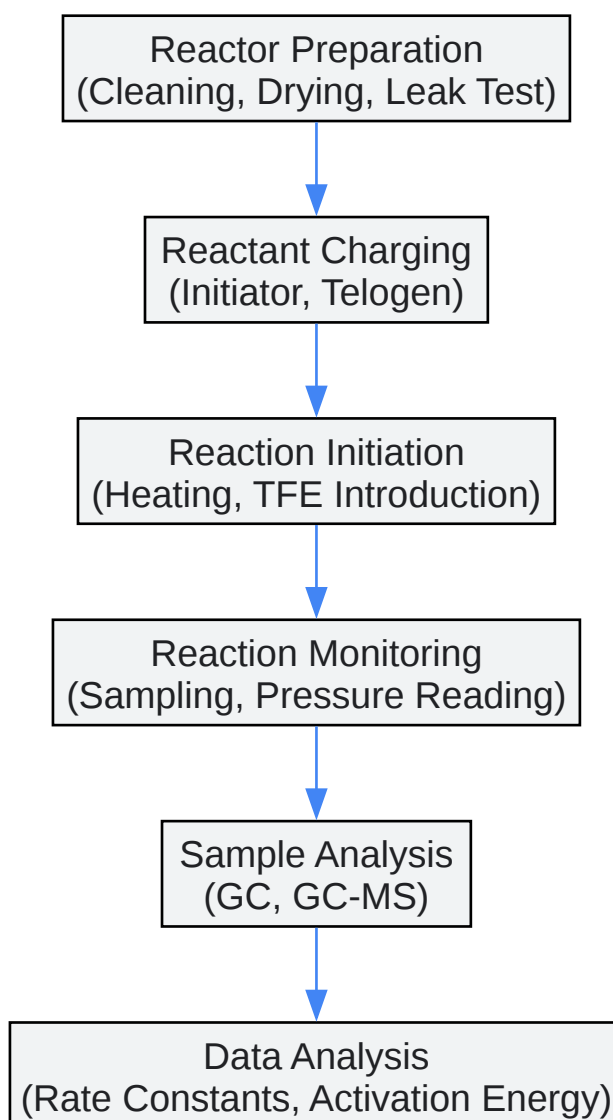 Reactor Preparation
(Cleaning, Drying, Leak Test)
Reactant Charging
(Initiator, Telogen)
Reaction Initiation
(Heating, TFE Introduction)
Reaction Monitoring
(Sampling, Pressure Reading)
Sample Analysis
(GC, GC-MS)
Data Analysis
(Rate Constants, Activation Energy)